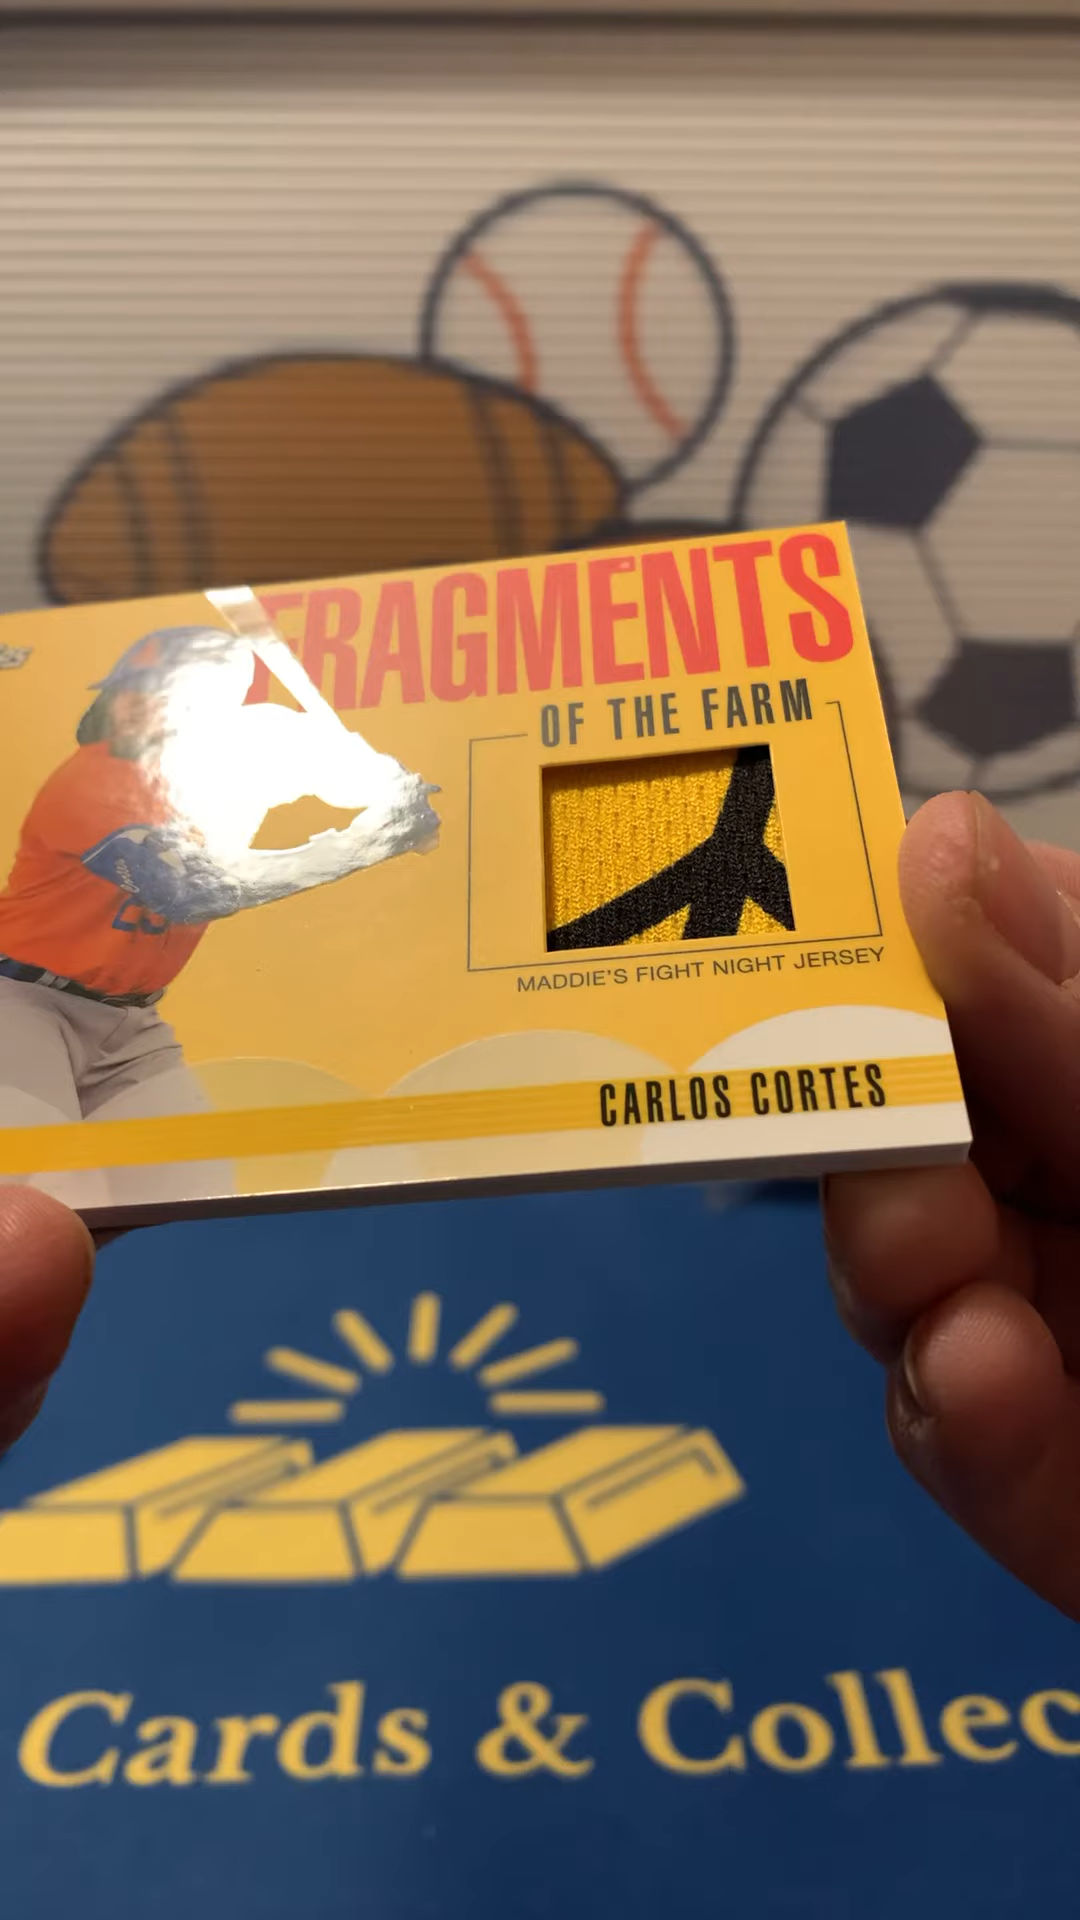 FRAGMENTS
OF THE FARM
MADDIE'S FIGHT NIGHT JERSEY
CARLOS CORTES
Cards & Collec